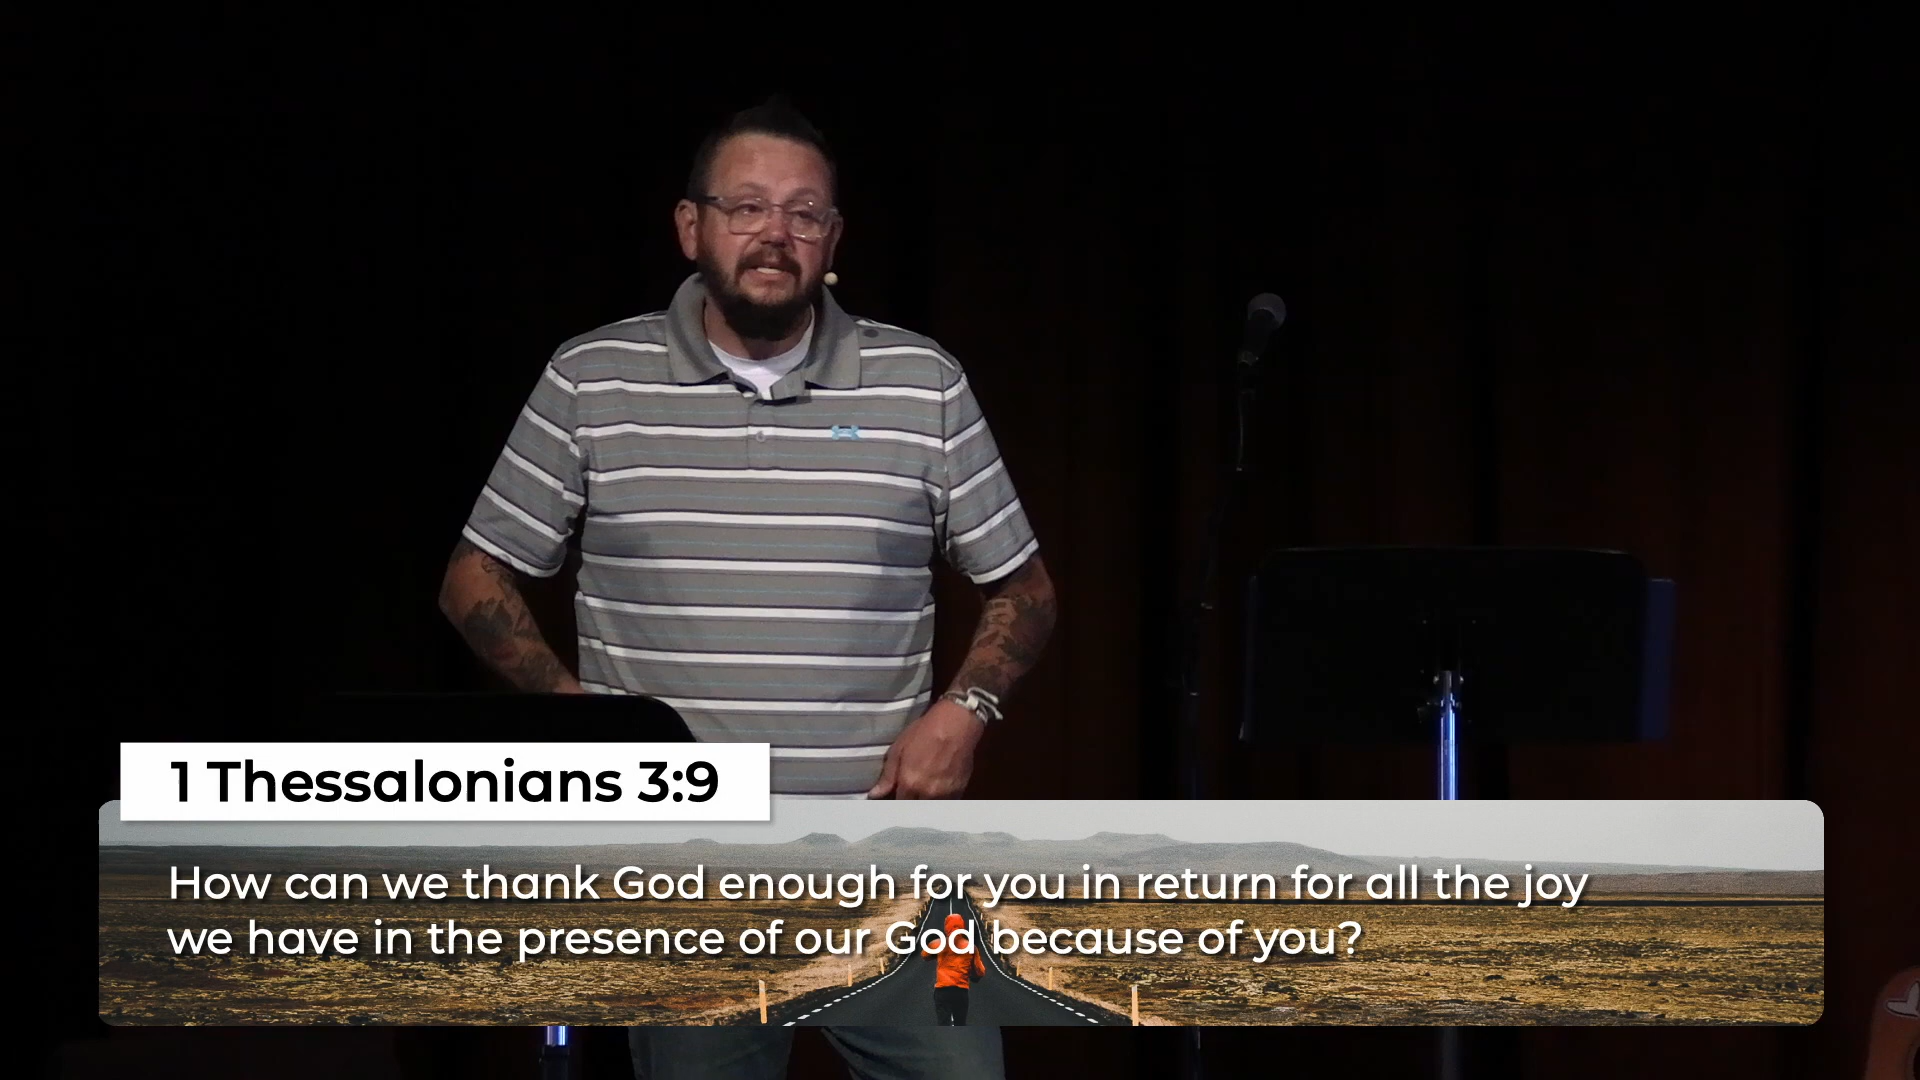 1 Thessalonians 3:9
How can we thank God enough for you in return for all the joy
we have in the presence of our God because of you?